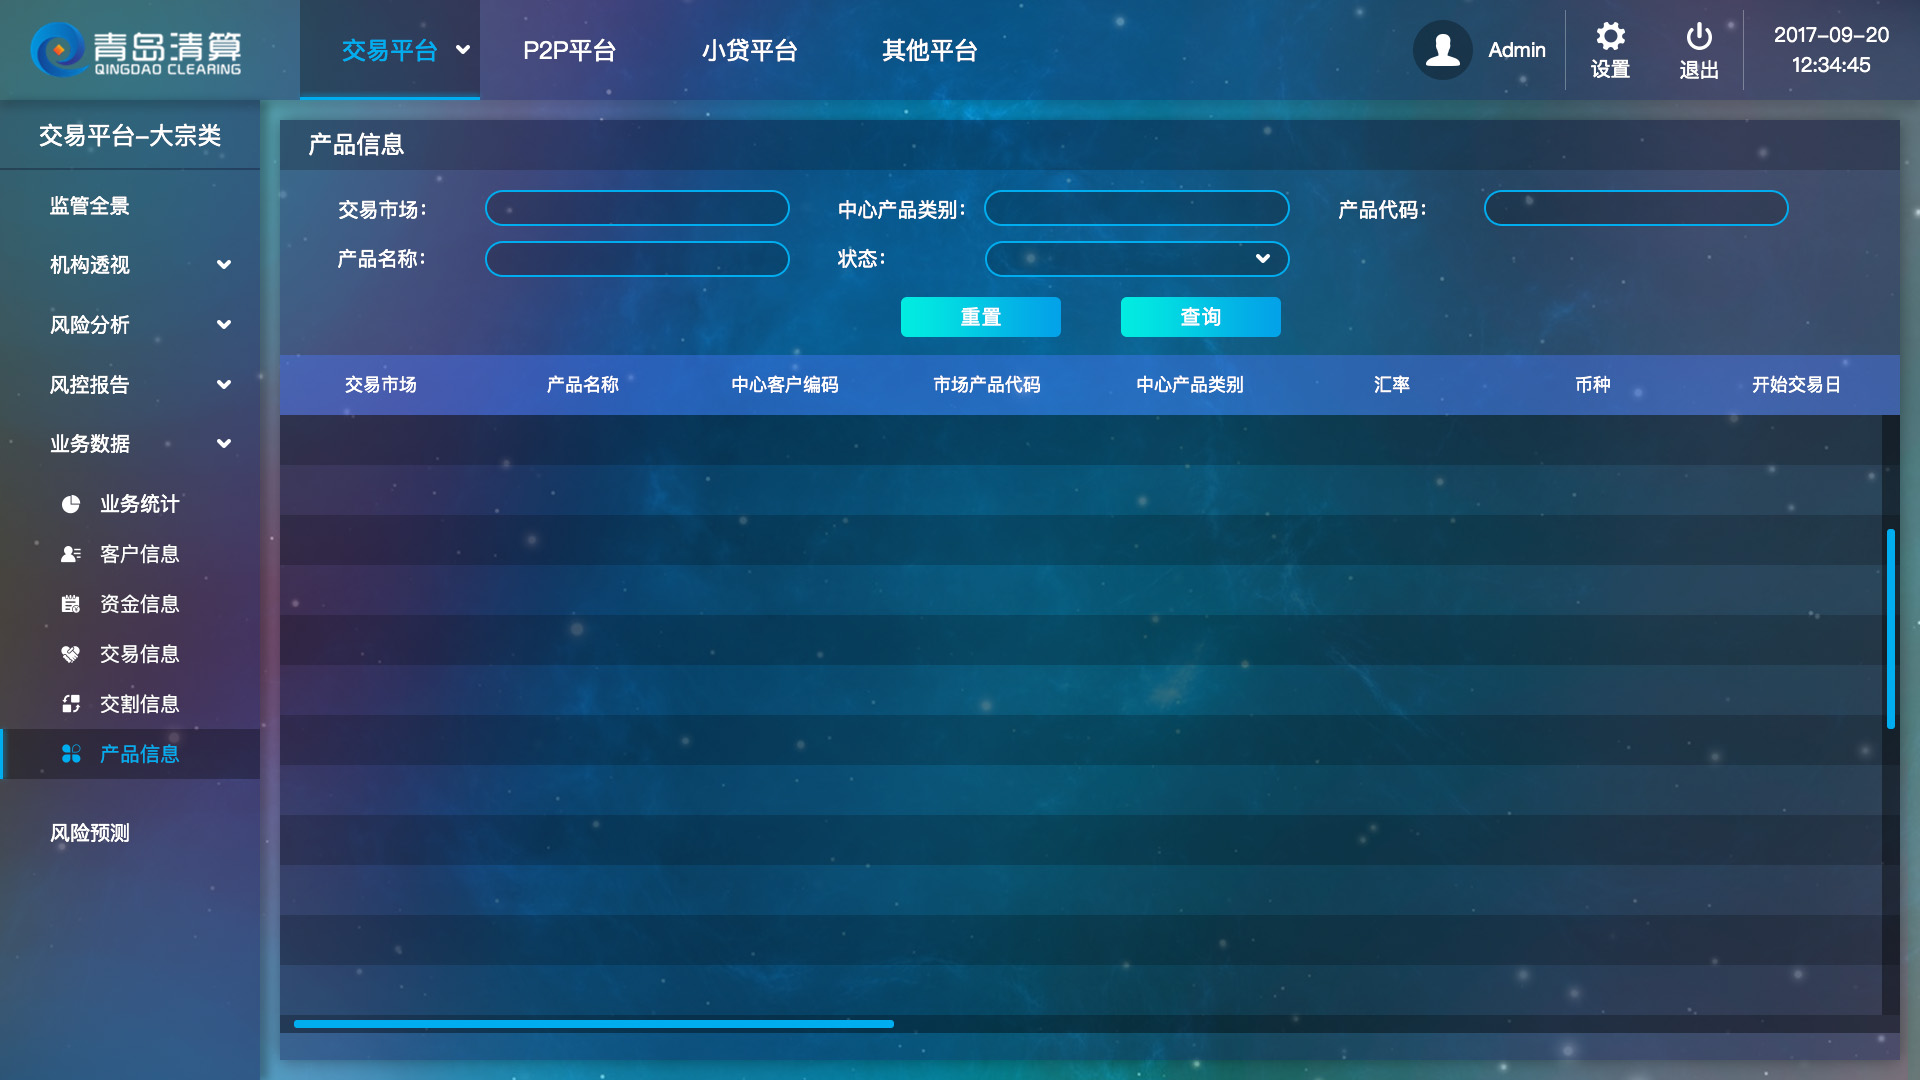 青岛清算
QINGDAO CLEARING
交易平台
P2P平台
小贷平台
其他平台
Admin
设置
退出
2017-09-20
12:34:45
交易平台-大宗类
监管全景
机构透视
风险分析
风控报告
业务数据
业务统计
客户信息
资金信息
交易信息
交割信息
产品信息
风险预测
产品信息
交易市场：
中心产品类别：
产品代码：
产品名称：
状态：
重置
查询
交易市场
产品名称
中心客户编码
市场产品代码
中心产品类别
汇率
币种
开始交易日